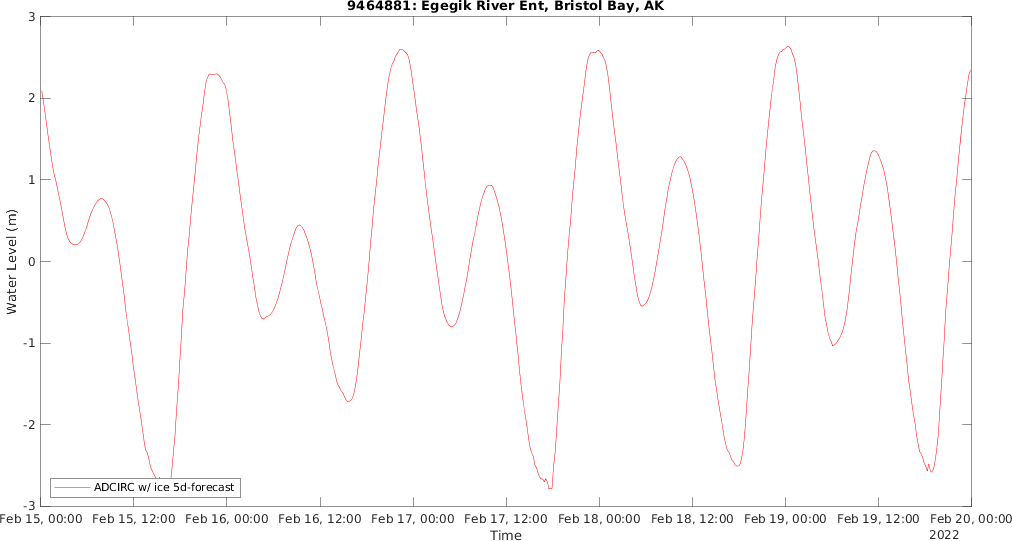 9464881: Egegik River Ent, Bristol Bay, AK
3
2
1
0
-1
-2
-3
Water Level (m)
ADCIRC w/ ice 5d-forecast
Feb 15, 00:00 Feb 15, 12:00 Feb 16, 00:00 Feb 16, 12:00 Feb 17, 00:00 Feb 17, 12:00 Feb 18, 00:00 Feb 18, 12:00 Feb 19, 00:00 Feb 19, 12:00 Feb 20, 00:00
Time
2022